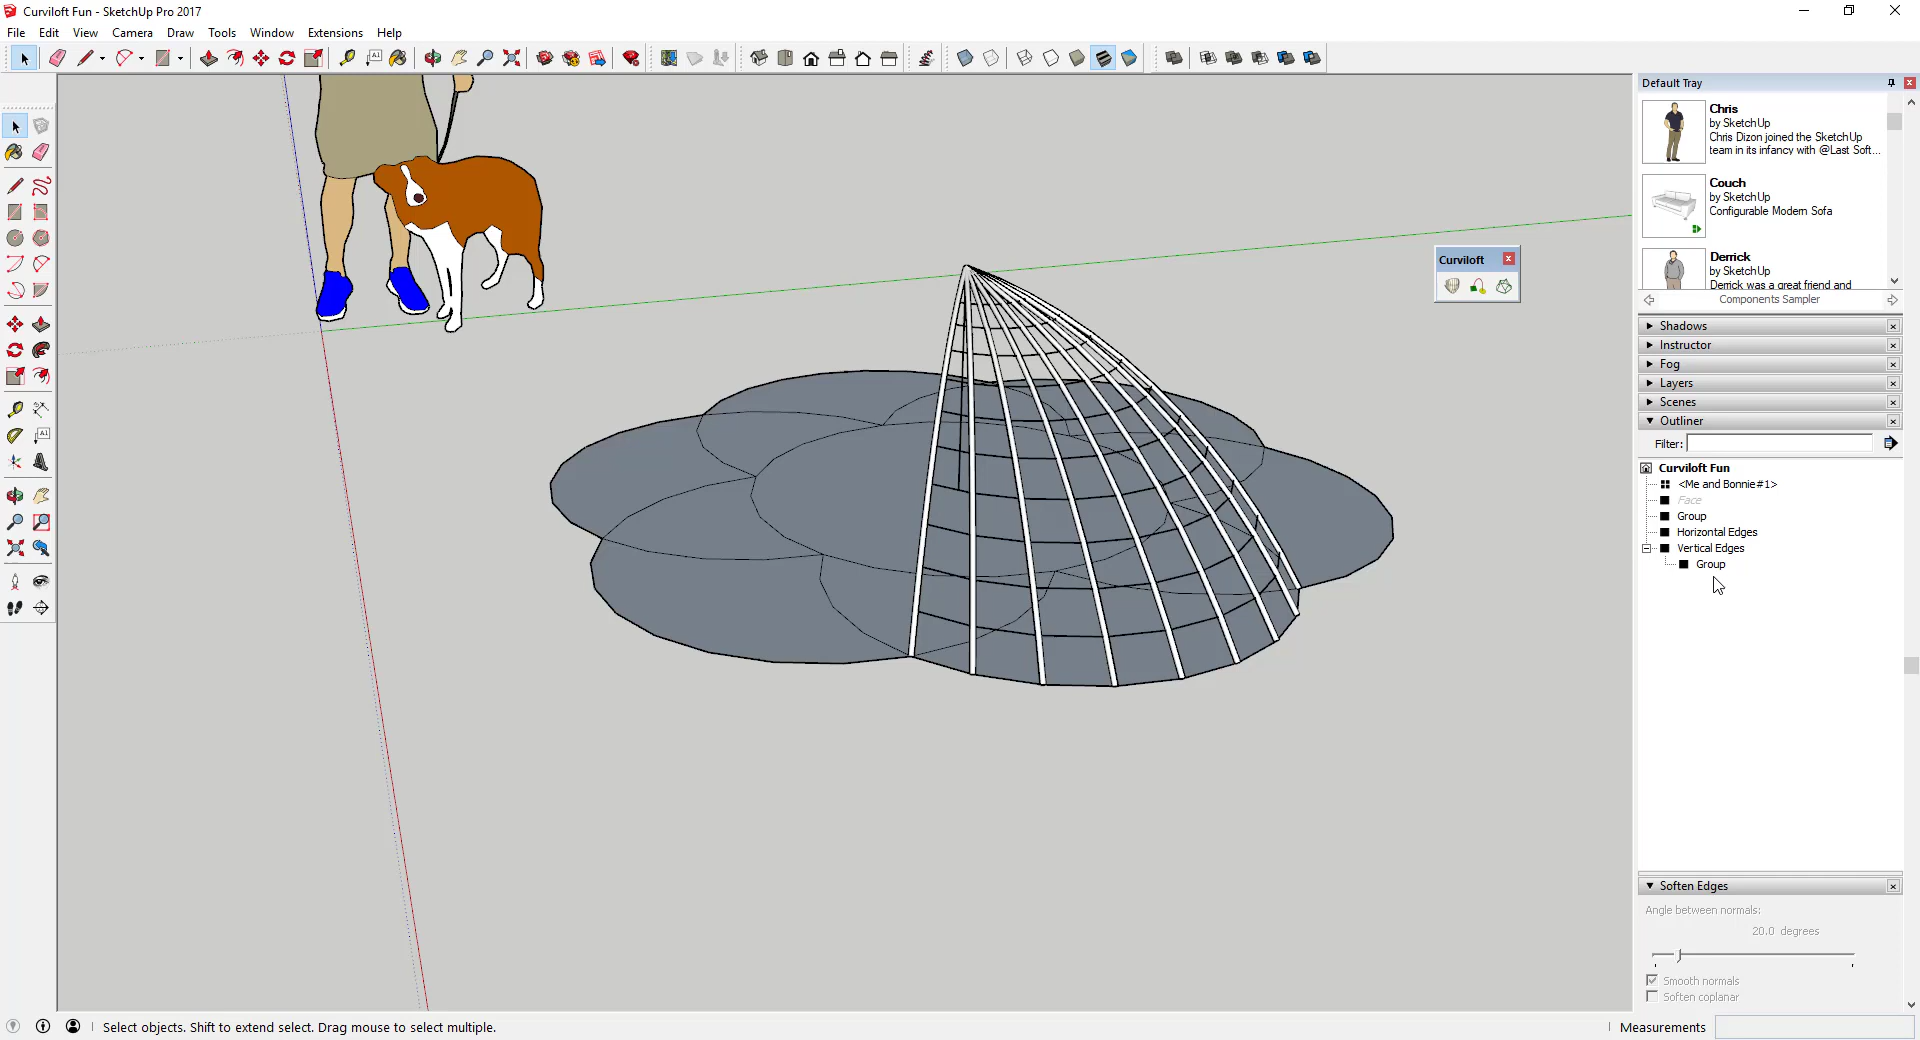 Curviloft Fun - SketchUp Pro 2017
File Edit View Camera Draw Tools Window Extensions Help
Default Tray
Chris
by SketchUp
Chris Dizon joined the SketchUp
team in its infancy with @Last Soft...
Couch
by SketchUp
Configurable Modern Sofa
Derrick
by SketchUp
Derrick was a great friend and
Components Sampler
Curviloft
Shadows
Instructor
Fog
Layers
Scenes
Outliner
Filter:
Curviloft Fun
<Me and Bonnie#1>
Face
Group
Horizontal Edges
Vertical Edges
Group
Soften Edges
Angle between normals:
20.0 degrees
Smooth normals
Soften coplanar
Select objects. Shift to extend select. Drag mouse to select multiple.
Measurements